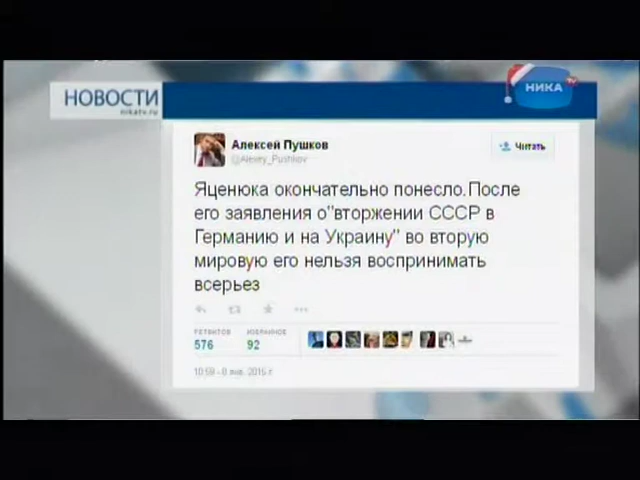 НОВОСТИ
nikatv.ru
НИКА TV
Алексей Пушков
@Alexey_Pushkov
Читать
Яценюка окончательно понесло.После
его заявления о"вторжении СССР в
Германию и на Украину" во вторую
мировую его нельзя воспринимать
всерьез
РЕТВИТОВ
ИЗБРАННОЕ
576
92